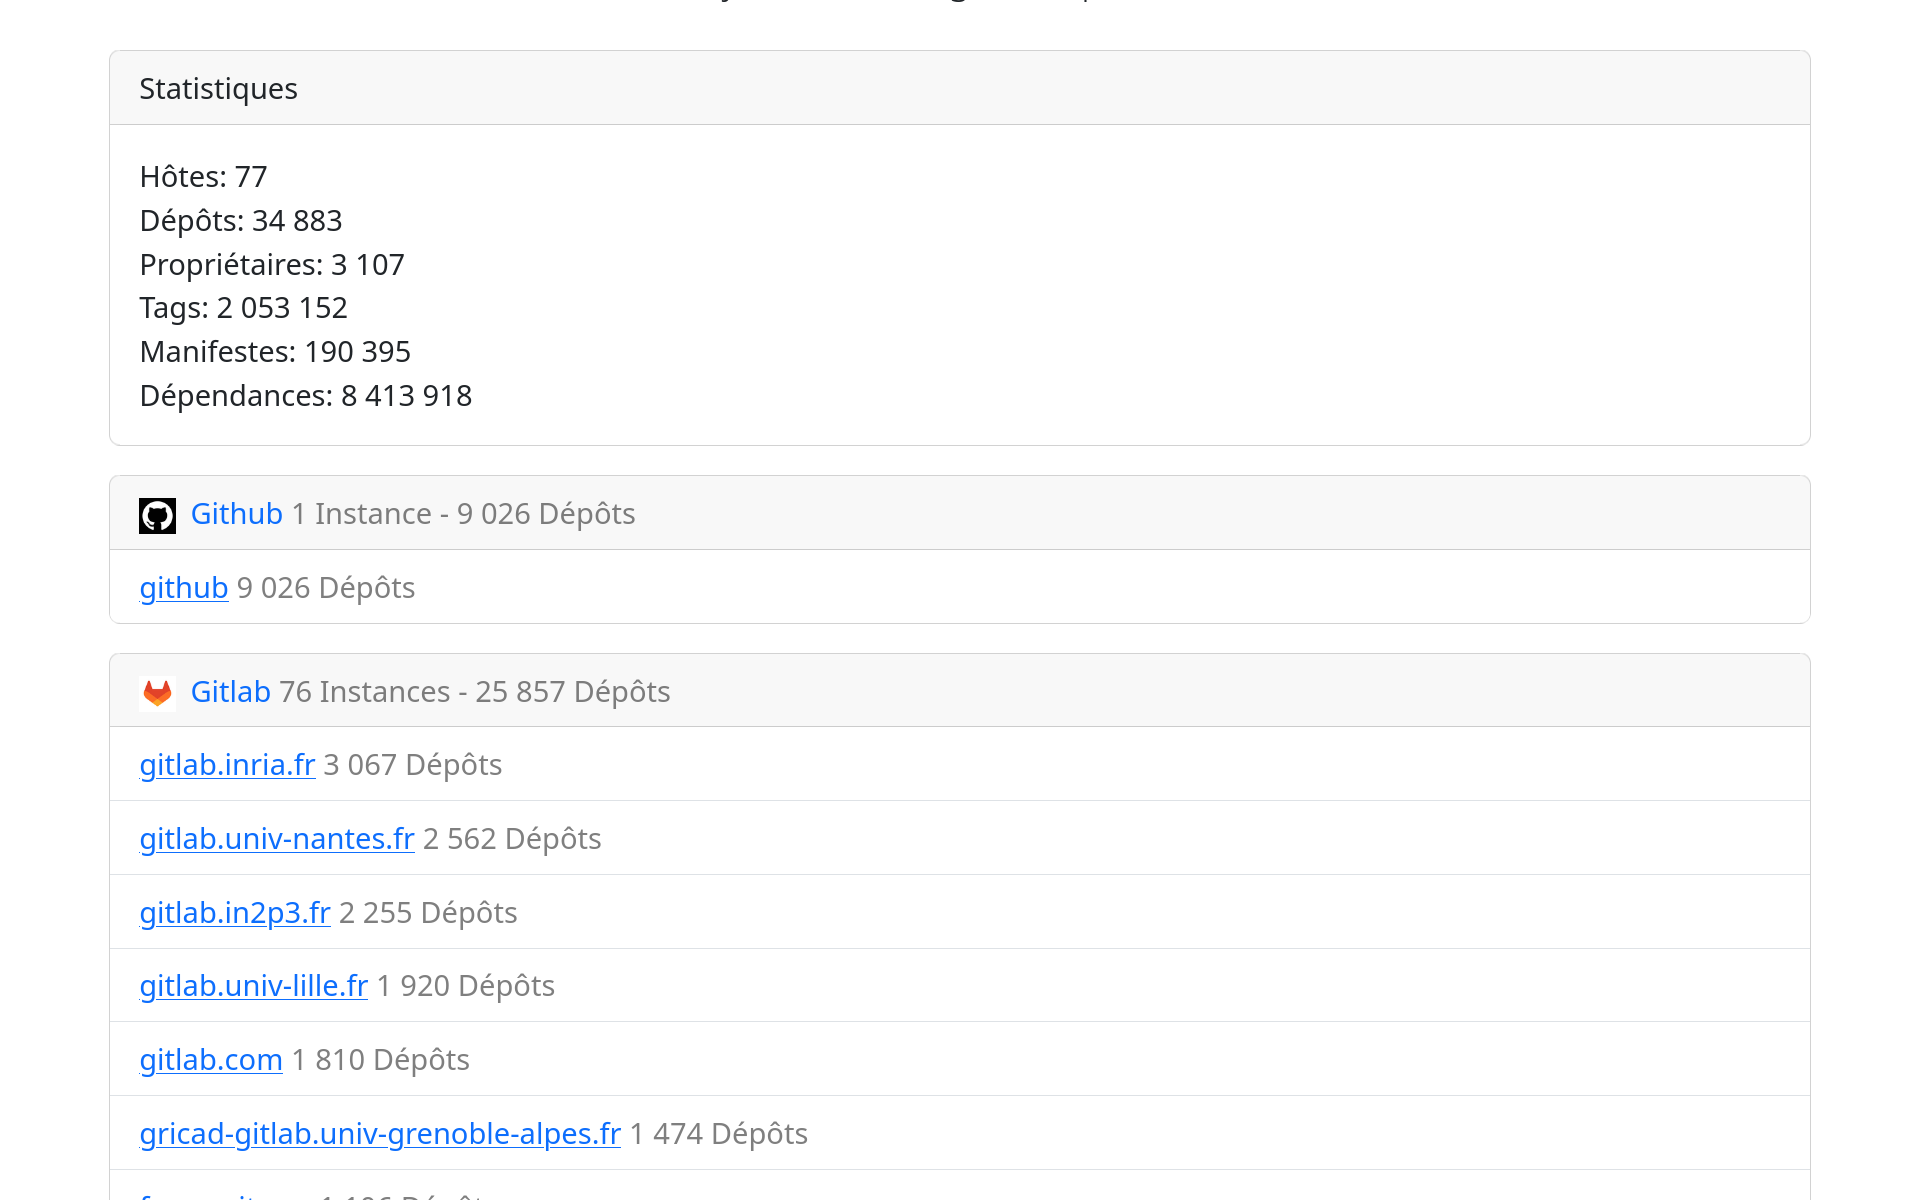 Statistiques
Hôtes: 77
Dépôts: 34 883
Propriétaires: 3 107
Tags: 2 053 152
Manifestes: 190 395
Dépendances: 8 413 918
Github 1 Instance - 9 026 Dépôts
github 9 026 Dépôts
Gitlab 76 Instances - 25 857 Dépôts
gitlab.inria.fr 3 067 Dépôts
gitlab.univ-nantes.fr 2 562 Dépôts
gitlab.in2p3.fr 2 255 Dépôts
gitlab.univ-lille.fr 1 920 Dépôts
gitlab.com 1 810 Dépôts
gricad-gitlab.univ-grenoble-alpes.fr 1 474 Dépôts